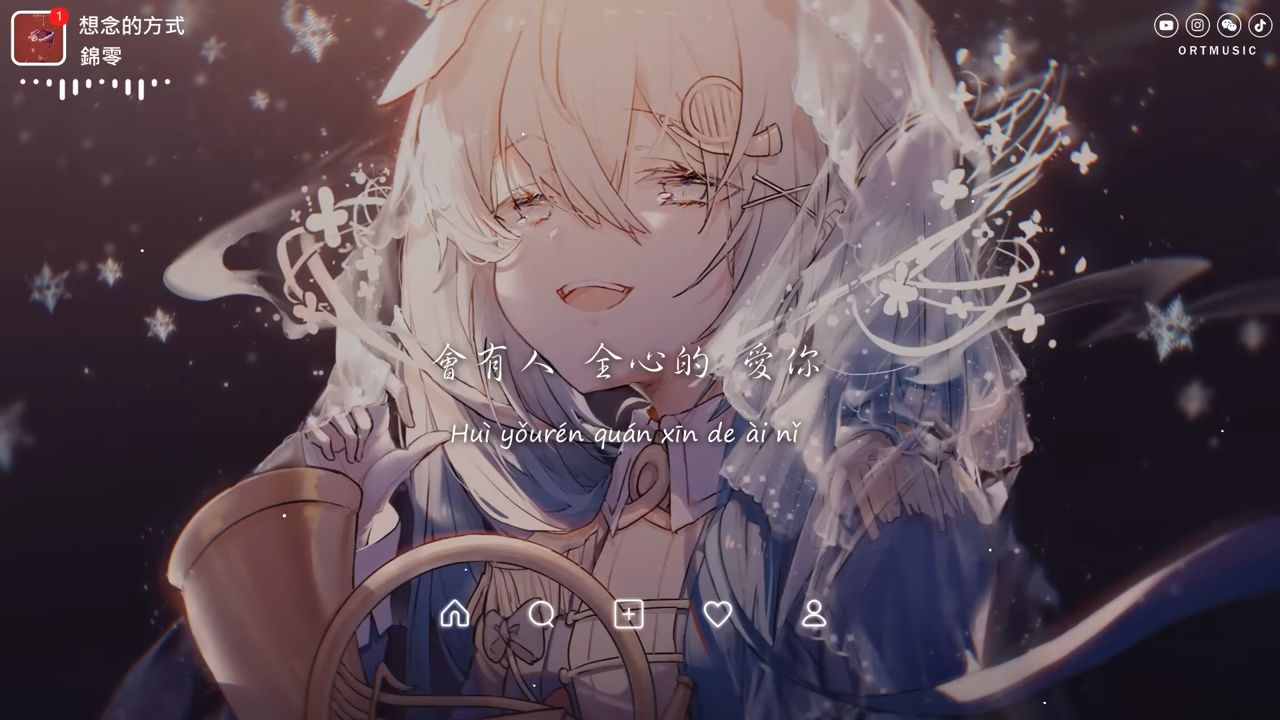 1
想念的方式
錦零
ORTMUSIC
會有人 全心的 愛你
Huì yǒurén quán xīn de ài nǐ